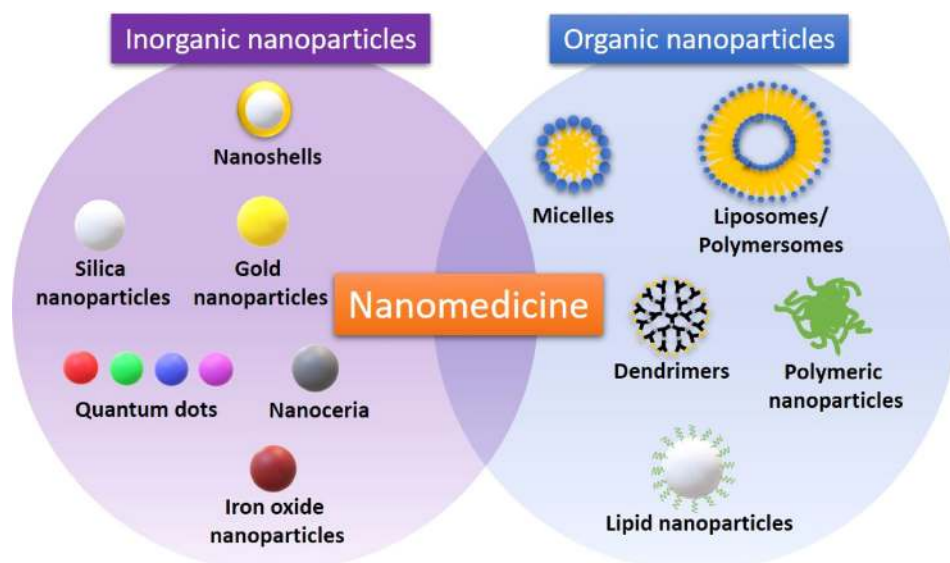 Inorganic nanoparticles
Organic nanoparticles
Nanoshells
Micelles
Liposomes/
Polymersomes
Silica
nanoparticles
Gold
nanoparticles
Nanomedicine
Dendrimers
Polymeric
nanoparticles
Quantum dots
Nanoceria
Iron oxide
nanoparticles
Lipid nanoparticles